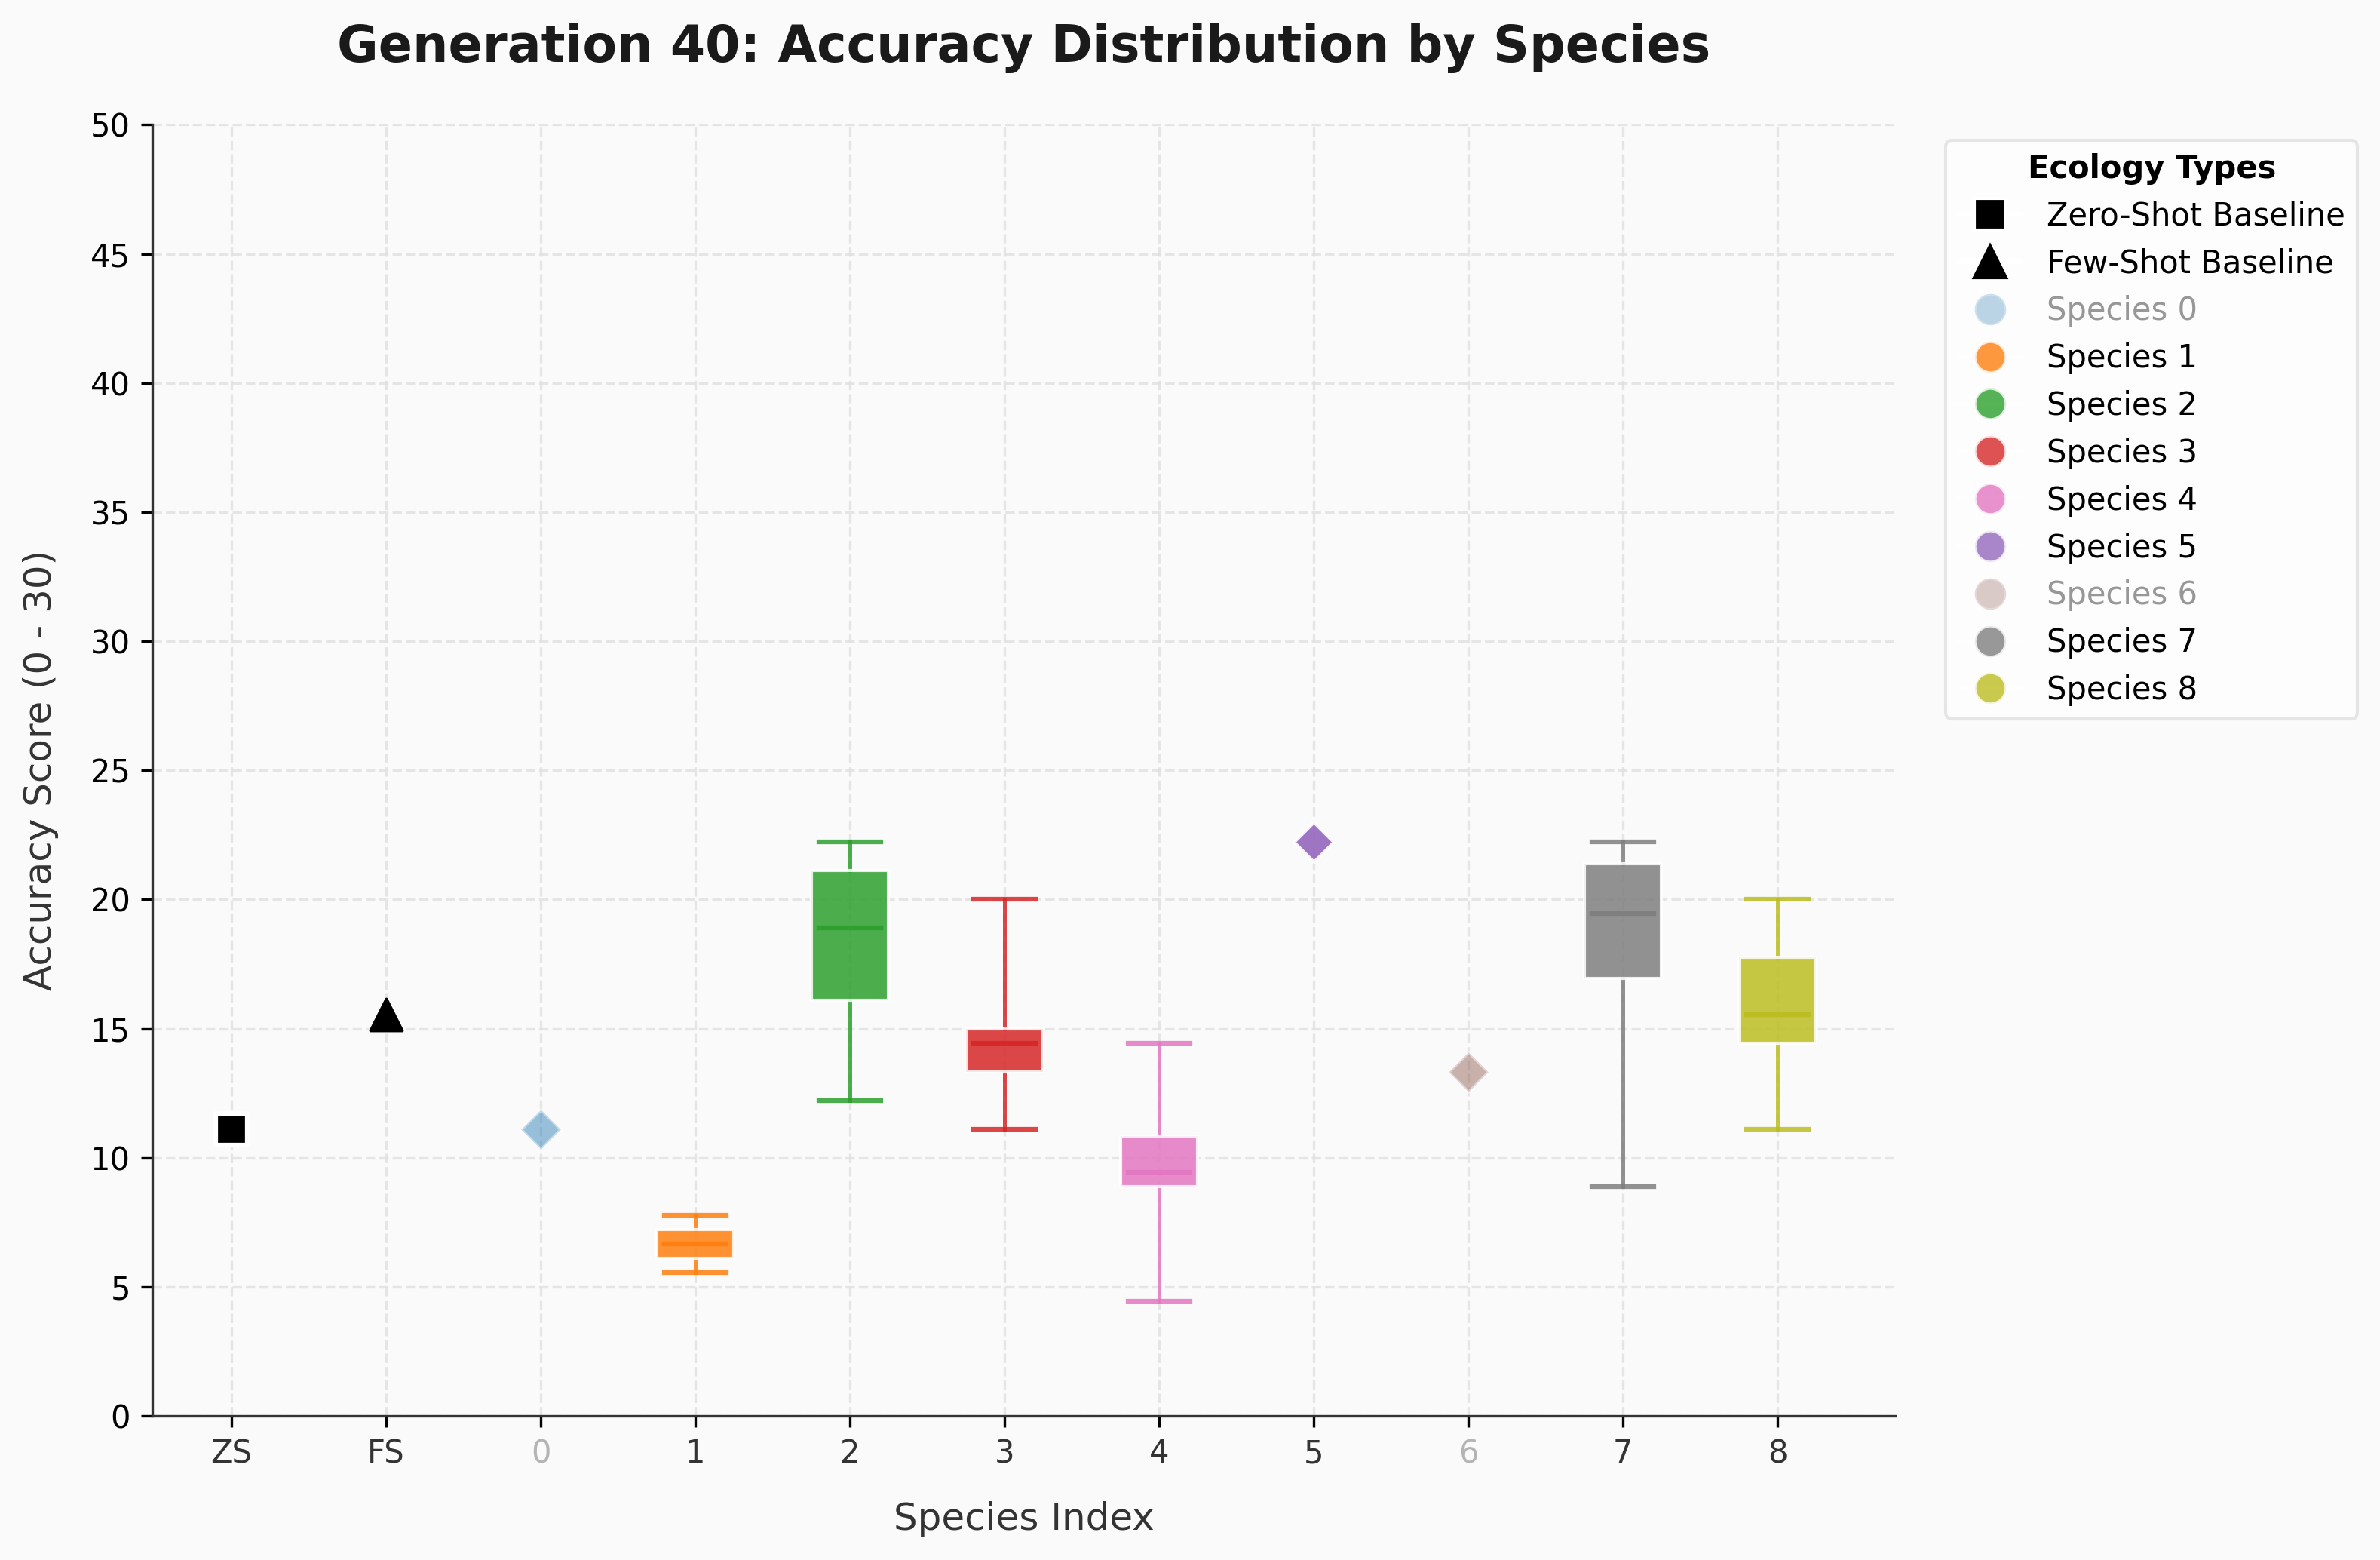 Generation 40: Accuracy Distribution by Species
50
45
40
35
30
25
20
15
10
5
0
Accuracy Score (0 - 30)
ZS FS 0 1 2 3 4 5 6 7 8
Species Index
Ecology Types
Zero-Shot Baseline
Few-Shot Baseline
Species 0
Species 1
Species 2
Species 3
Species 4
Species 5
Species 6
Species 7
Species 8